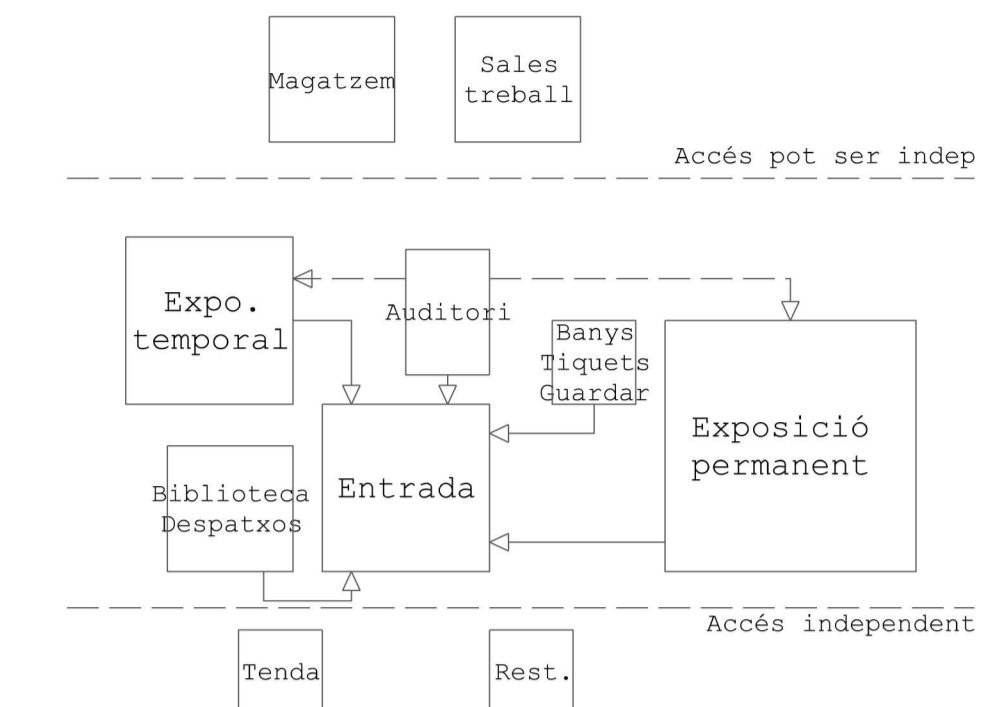 Magatzem
Sales
treball
Accés pot ser indep
Expo.
temporal
Auditori
Banys
Tiquets
Guardar
Exposició
permanent
Entrada
Biblioteca
Despatxos
Accés independent
Tenda
Rest.